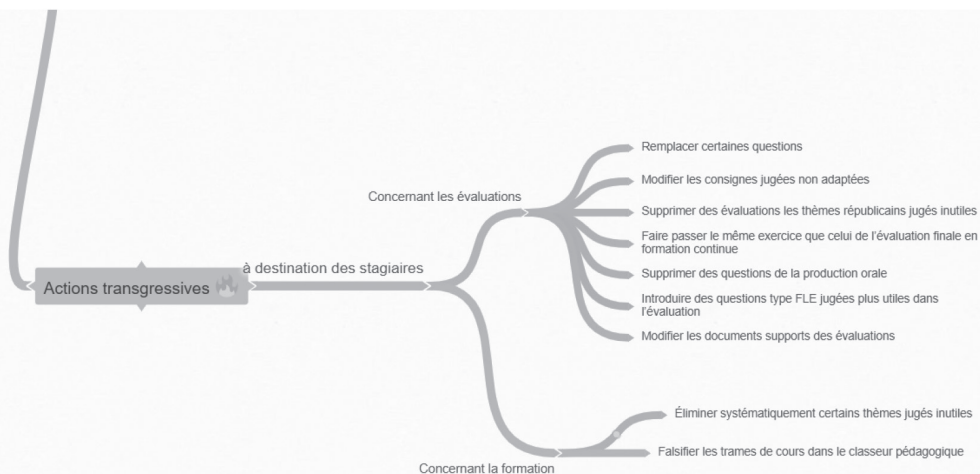 Actions transgressives
à destination des stagiaires
Concernant les évaluations
Remplacer certaines questions
Modifier les consignes jugées non adaptées
Supprimer des évaluations les thèmes républicains jugés inutiles
Faire passer le même exercice que celui de l'évaluation finale en
formation continue
Supprimer des questions de la production orale
Introduire des questions type FLE jugées plus utiles dans
l'évaluation
Modifier les documents supports des évaluations
Concernant la formation
Éliminer systématiquement certains thèmes jugés inutiles
Falsifier les trames de cours dans le classeur pédagogique